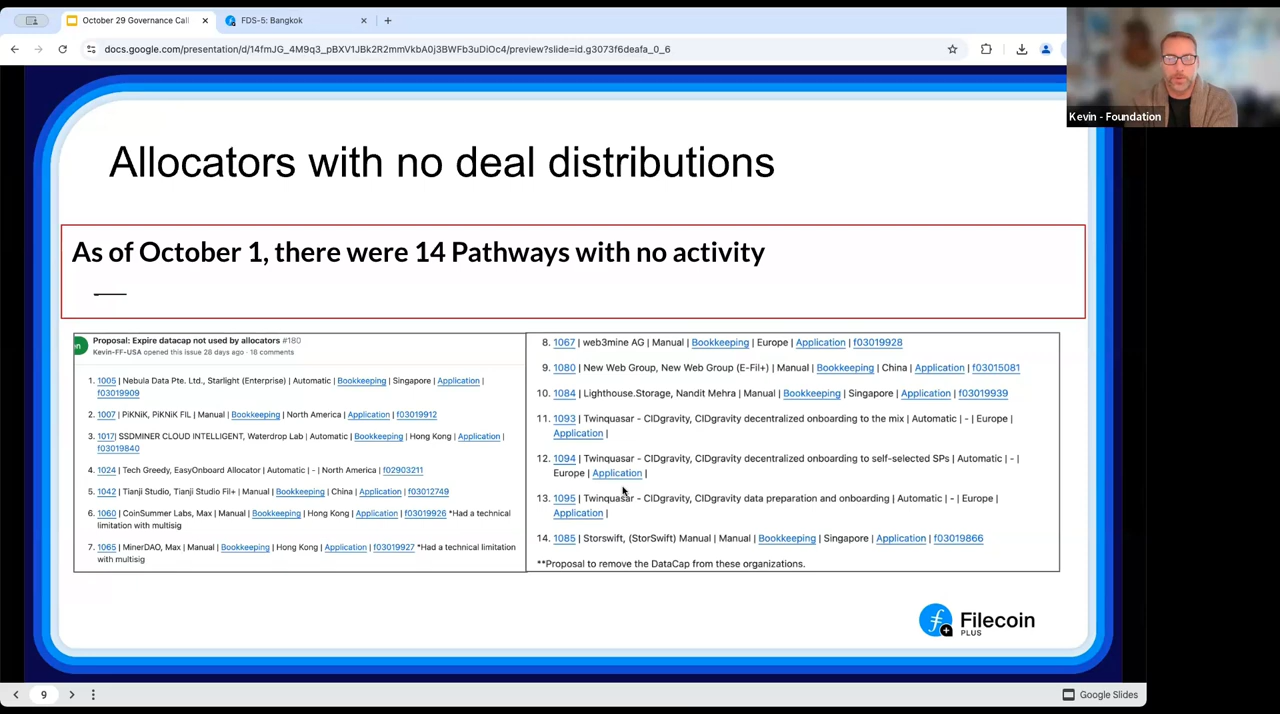 October 29 Governance Call
FDS-5: Bangkok
docs.google.com/presentation/d/14fmJG_4M9q3_pBXV1JBk2R2mmVkbA0j3BWFb3uDiOc4/preview?slide=id.g3073f6deafa_0_6
Kevin - Foundation
Allocators with no deal distributions
As of October 1, there were 14 Pathways with no activity
Proposal: Expire datacap not used by allocators #180
Kevin-FF-USA opened this issue 28 days ago · 18 comments
1. 1005 | Nebula Data Pte. Ltd., Starlight (Enterprise) | Automatic | Bookkeeping | Singapore | Application |
f03019909
2. 1007 | PiKNiK, PiKNiK FIL | Manual | Bookkeeping | North America | Application | f03019912
3. 1017| SSDMINER CLOUD INTELLIGENT, Waterdrop Lab | Automatic | Bookkeeping | Hong Kong | Application |
f03019840
4. 1024 | Tech Greedy, EasyOnboard Allocator | Automatic | - | North America | f02903211
5. 1042 | Tianji Studio, Tianji Studio Fil+ | Manual | Bookkeeping | China | Application | f03012749
6. 1060 | CoinSummer Labs, Max | Manual | Bookkeeping | Hong Kong | Application | f03019926 *Had a technical
limitation with multisig
7. 1065 | MinerDAO, Max | Manual | Bookkeeping | Hong Kong | Application | f03019927 *Had a technical limitation
with multisig
8. 1067 | web3mine AG | Manual | Bookkeeping | Europe | Application | f03019928
9. 1080 | New Web Group, New Web Group (E-Fil+) | Manual | Bookkeeping | China | Application | f03015081
10. 1084 | Lighthouse.Storage, Nandit Mehra | Manual | Bookkeeping | Singapore | Application | f03019939
11. 1093 | Twinquasar - CIDgravity, CIDgravity decentralized onboarding to the mix | Automatic | - | Europe |
Application |
12. 1094 | Twinquasar - CIDgravity, CIDgravity decentralized onboarding to self-selected SPs | Automatic | - |
Europe | Application |
13. 1095 | Twinquasar - CIDgravity, CIDgravity data preparation and onboarding | Automatic | - | Europe |
Application |
14. 1085 | Storswift, (StorSwift) Manual | Manual | Bookkeeping | Singapore | Application | f03019866
**Proposal to remove the DataCap from these organizations.
Filecoin
PLUS
9
Google Slides